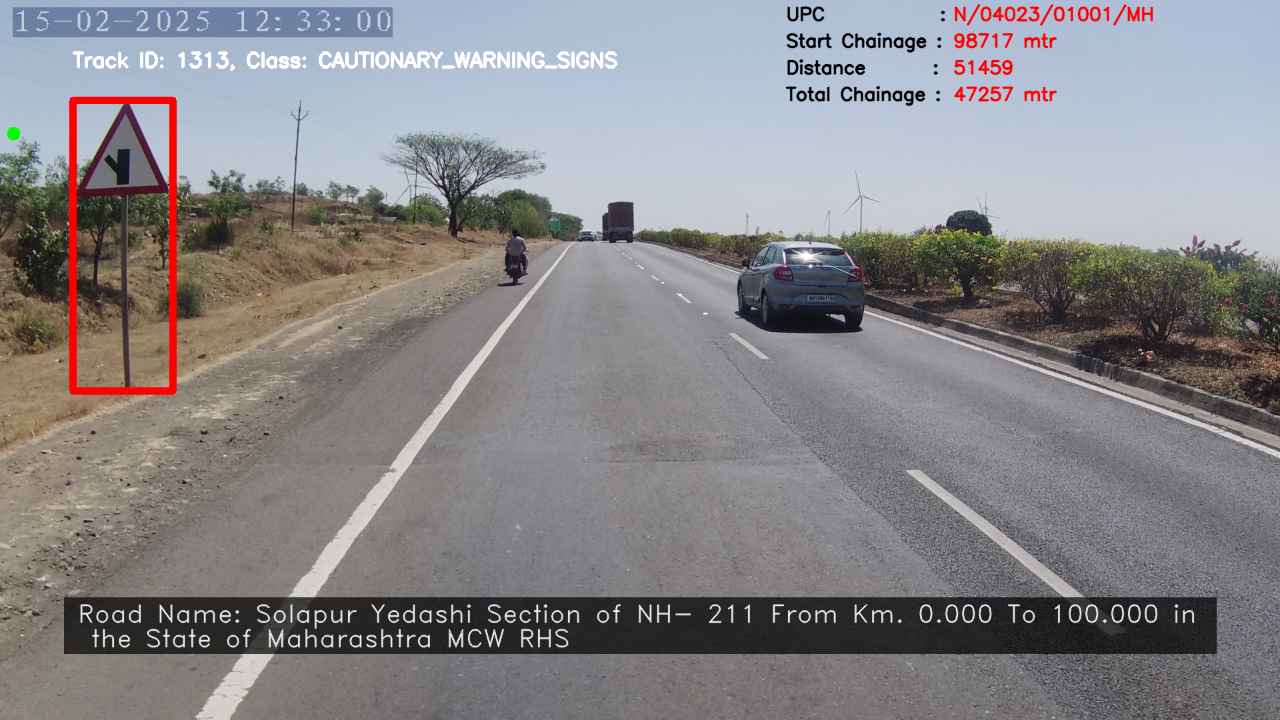 15-02-2025 12:33:00
Track ID: 1313, Class: CAUTIONARY_WARNING_SIGNS
UPC : N/04023/01001/MH
Start Chainage : 98717 mtr
Distance : 51459
Total Chainage : 47257 mtr
Road Name: Solapur Yedashi Section of NH- 211 From Km. 0.000 To 100.000 in
the State of Maharashtra MCW RHS